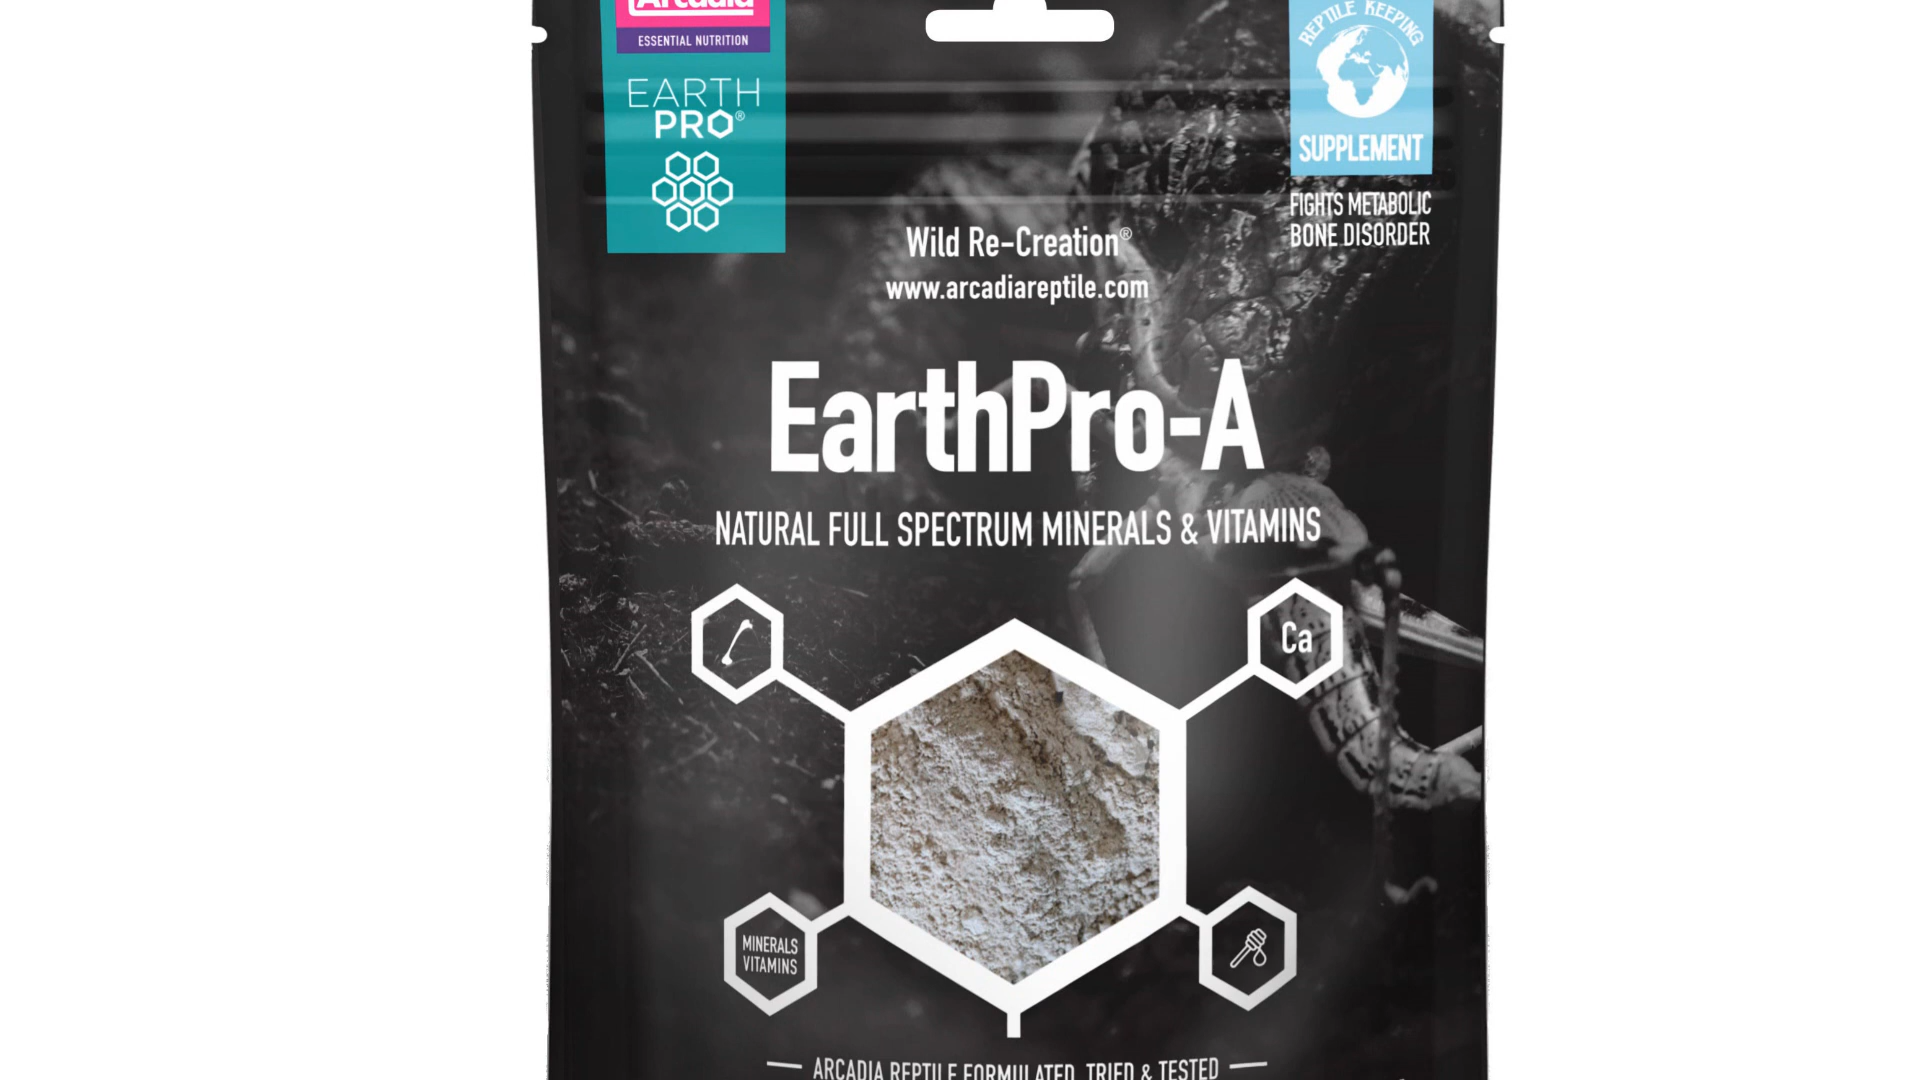 Arcadia
ESSENTIAL NUTRITION
EARTH
PRO®
REPTILE KEEPING
SUPPLEMENT
FIGHTS METABOLIC
BONE DISORDER
Wild Re-Creation®
www.arcadiareptile.com
EarthPro-A
NATURAL FULL SPECTRUM MINERALS & VITAMINS
Ca
MINERALS
VITAMINS
ARCADIA REPTILE FORMULATED, TRIED & TESTED